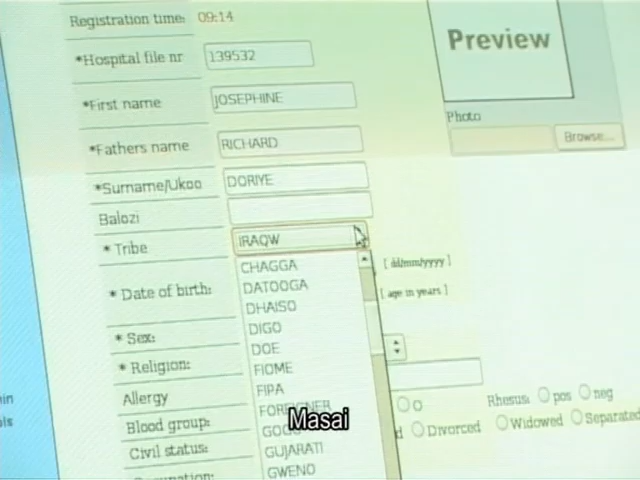 Registration time: 09:14
Preview
*Hospital file nr 139532
*First name JOSEPHINE
Photo
Browse...
*Fathers name RICHARD
*Surname/Ukoo DORIYE
Balozi
* Tribe IRAQW
CHAGGA
[ dd/mm/yyyy ]
DATOOGA
* Date of birth: [ age in years ]
DHAISO
DIGO
* Sex:
DOE
* Religion:
FIOME
FIPA
Allergy
FOREIGNER
O Rhesus: pos neg
Blood group:
GOGO
Divorced Widowed Separated
Civil status:
GUJARATI
GWENO
Masai